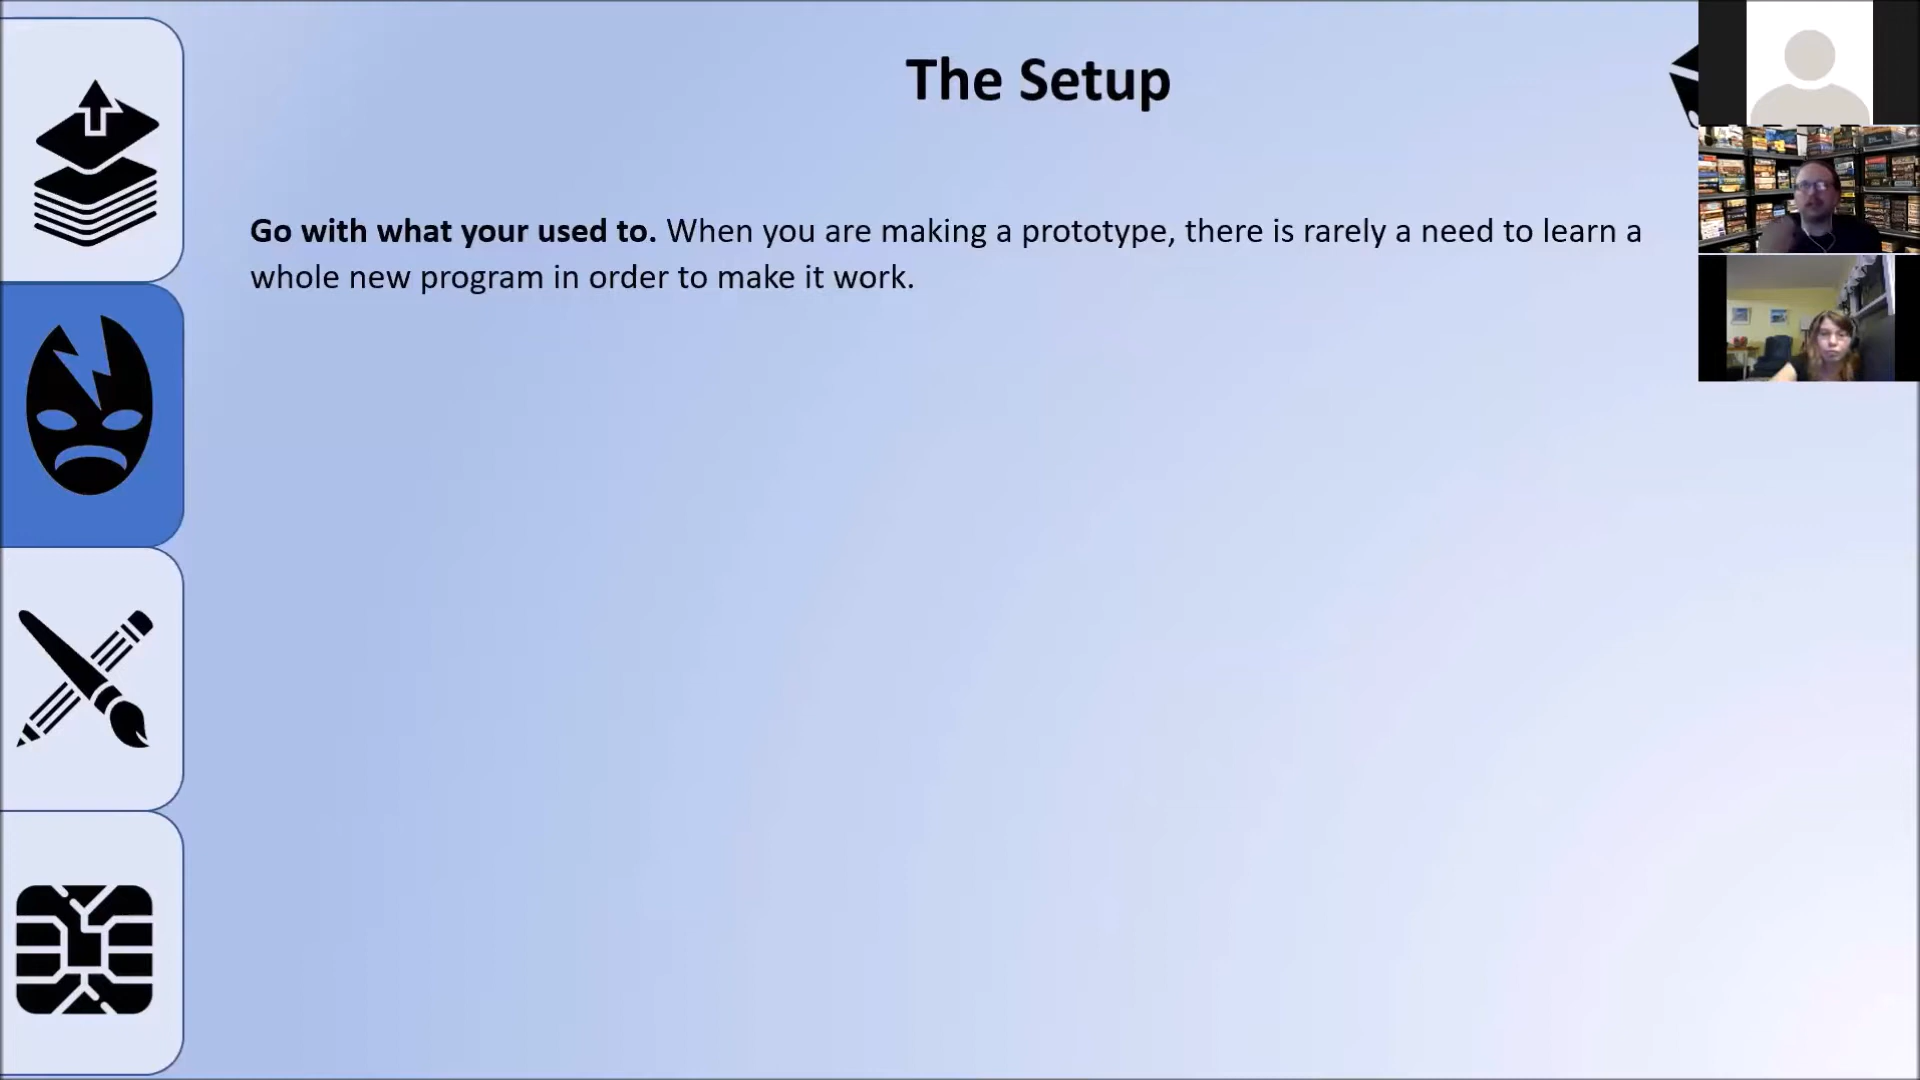 The Setup
Go with what your used to. When you are making a prototype, there is rarely a need to learn a
whole new program in order to make it work.